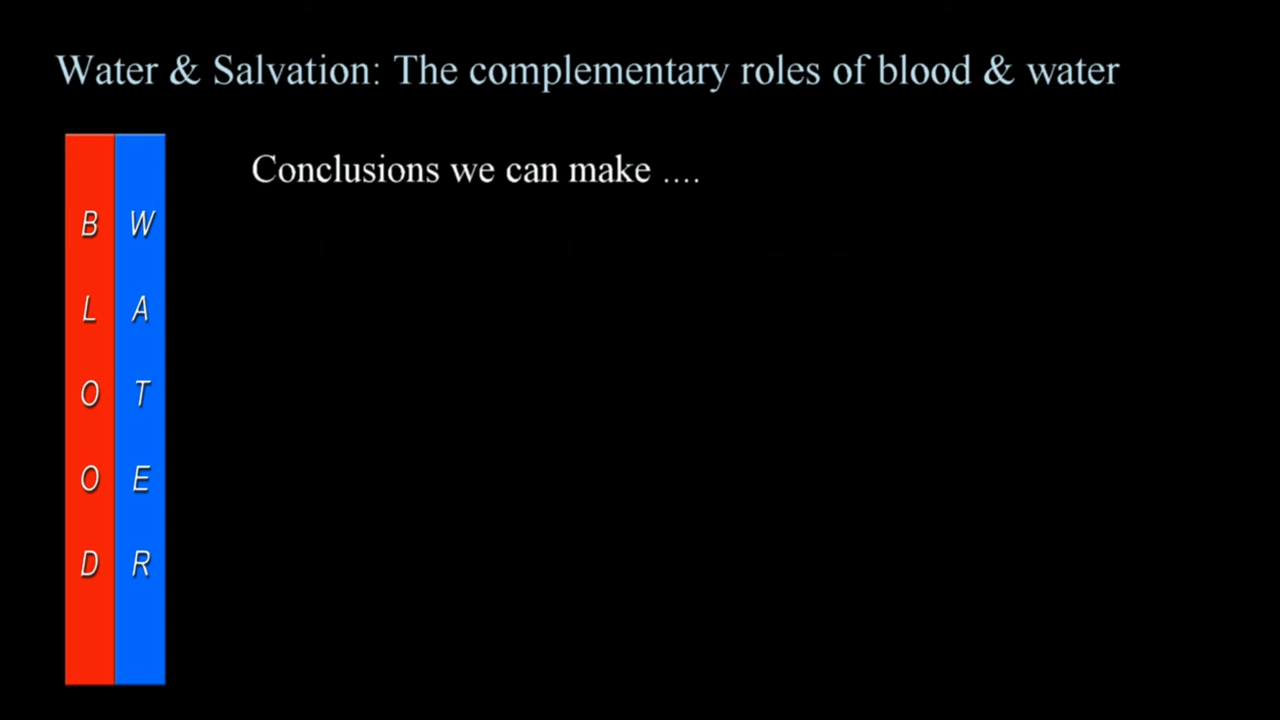 Water & Salvation: The complementary roles of blood & water
Conclusions we can make ....
BLOOD
WATER